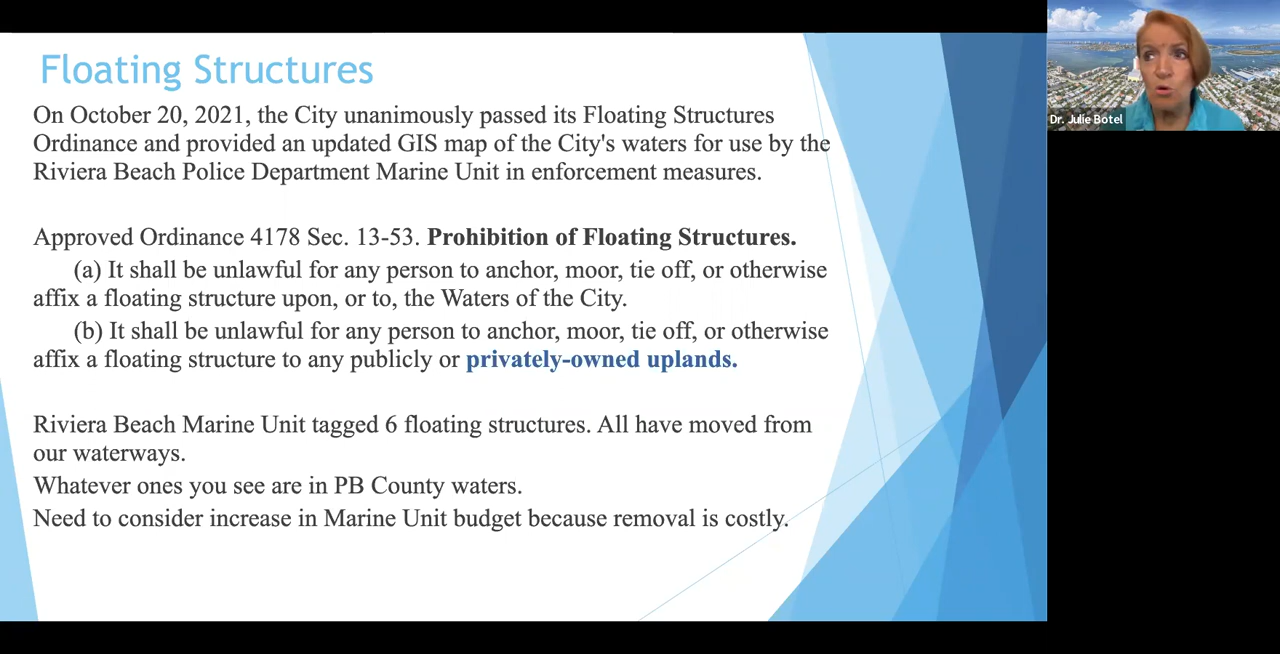 Floating Structures
On October 20, 2021, the City unanimously passed its Floating Structures
Ordinance and provided an updated GIS map of the City's waters for use by the
Riviera Beach Police Department Marine Unit in enforcement measures.
Approved Ordinance 4178 Sec. 13-53. Prohibition of Floating Structures.
(a) It shall be unlawful for any person to anchor, moor, tie off, or otherwise
affix a floating structure upon, or to, the Waters of the City.
(b) It shall be unlawful for any person to anchor, moor, tie off, or otherwise
affix a floating structure to any publicly or privately-owned uplands.
Riviera Beach Marine Unit tagged 6 floating structures. All have moved from
our waterways.
Whatever ones you see are in PB County waters.
Need to consider increase in Marine Unit budget because removal is costly.
Dr. Julie Botel